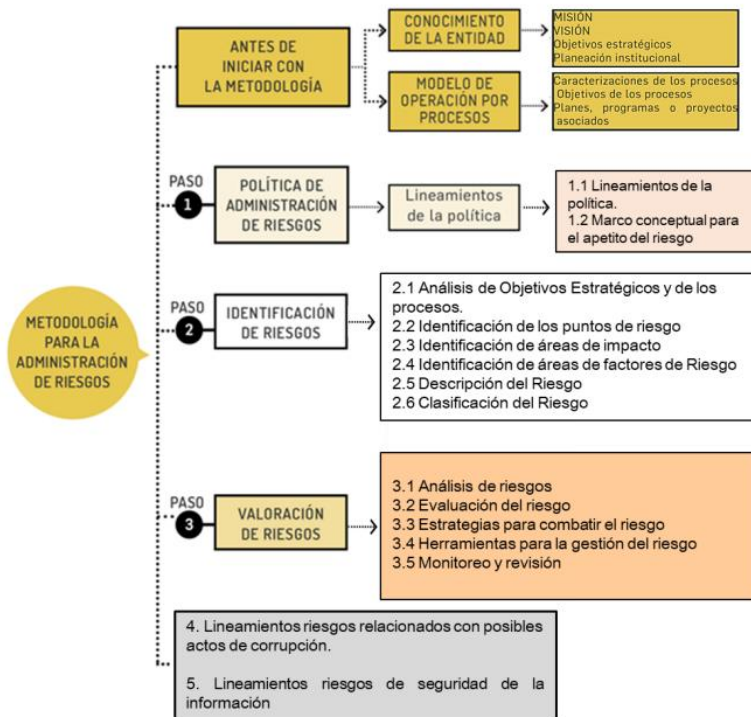 ANTES DE
INICIAR CON
LA METODOLOGÍA
CONOCIMIENTO
DE LA ENTIDAD
MISIÓN
VISIÓN
Objetivos estratégicos
Planeación institucional
MODELO DE
OPERACIÓN POR
PROCESOS
Caracterizaciones de los procesos
Objetivos de los procesos
Planes, programas o proyectos
asociados
PASO
1
POLÍTICA DE
ADMINISTRACIÓN
DE RIESGOS
Lineamientos
de la política
1.1 Lineamientos de la
política.
1.2 Marco conceptual para
el apetito del riesgo
METODOLOGÍA
PARA LA
ADMINISTRACIÓN
DE RIESGOS
PASO
2
IDENTIFICACIÓN
DE RIESGOS
2.1 Análisis de Objetivos Estratégicos y de los
procesos.
2.2 Identificación de los puntos de riesgo
2.3 Identificación de áreas de impacto
2.4 Identificación de áreas de factores de Riesgo
2.5 Descripción del Riesgo
2.6 Clasificación del Riesgo
PASO
3
VALORACIÓN
DE RIESGOS
3.1 Análisis de riesgos
3.2 Evaluación del riesgo
3.3 Estrategias para combatir el riesgo
3.4 Herramientas para la gestión del riesgo
3.5 Monitoreo y revisión
4. Lineamientos riesgos relacionados con posibles
actos de corrupción.
5. Lineamientos riesgos de seguridad de la
información